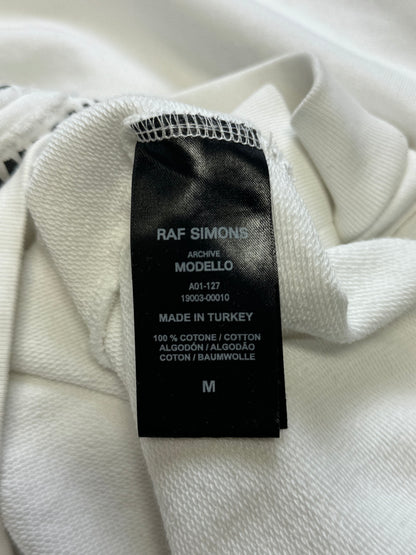 RAF SIMONS
ARCHIVE
MODELLO
A01-127
19003-00010
MADE IN TURKEY
100 % COTONE / COTTON
ALGODÓN / ALGODÃO
COTON / BAUMWOLLE
M